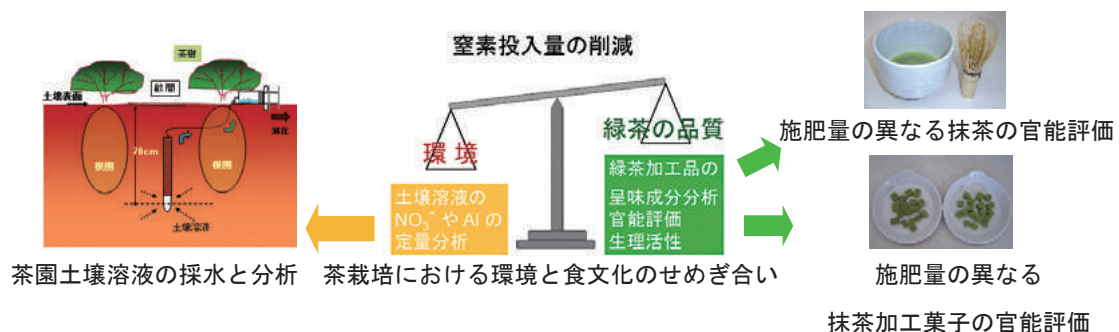 窒素投入量の削減
茶樹
畝間
土壌表面
減圧
70cm
根圏
根圏
土壌溶液
環境
緑茶の品質
土壌溶液の
NO₃⁻やAlの
定量分析
緑茶加工品の
呈味成分分析
官能評価
生理活性
施肥量の異なる抹茶の官能評価
茶園土壌溶液の採水と分析
茶栽培における環境と食文化のせめぎ合い
施肥量の異なる
抹茶加工菓子の官能評価